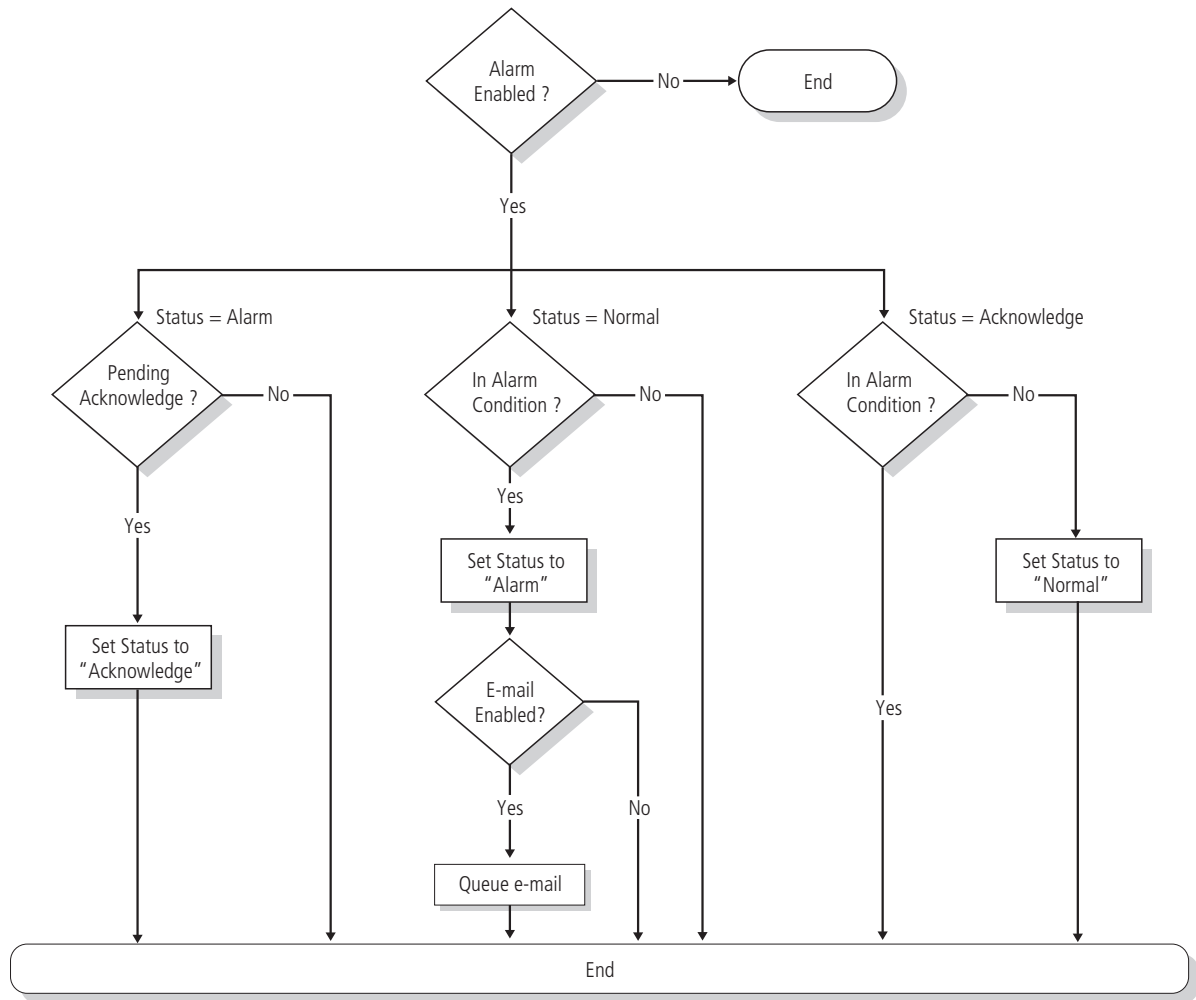 Alarm
Enabled ?
No
End
Yes
Status = Alarm
Status = Normal
Status = Acknowledge
Pending
Acknowledge ?
No
In Alarm
Condition ?
No
In Alarm
Condition ?
No
Yes
Yes
Set Status to
“Alarm”
Set Status to
“Normal”
Set Status to
“Acknowledge”
E-mail
Enabled?
Yes
Yes
No
Queue e-mail
End